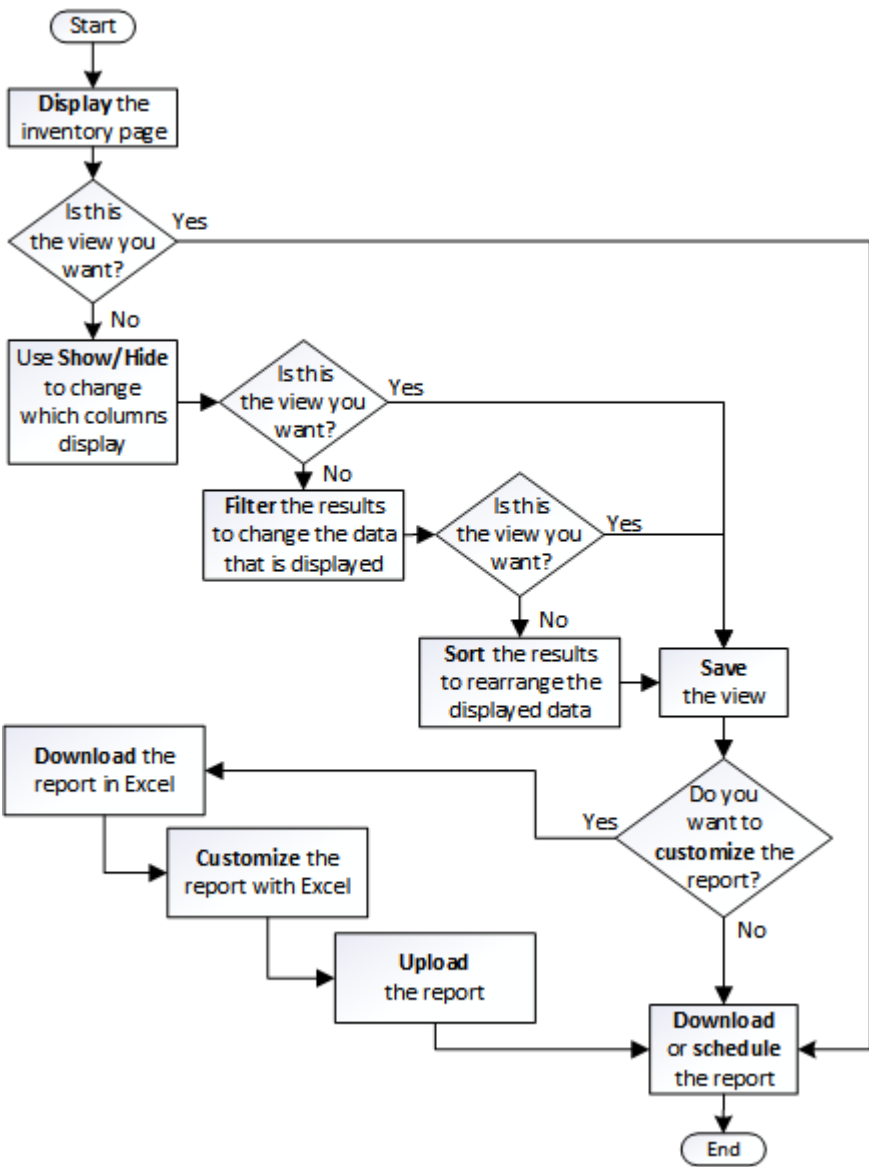 Start
Display the
inventory page
Is this
the view you
want?
Yes
No
Use Show/Hide
to change
which columns
display
Is this
the view you
want?
Yes
No
Filter the results
to change the data
that is displayed
Is this
the view you
want?
Yes
No
Sort the results
to rearrange the
displayed data
Save
the view
Do you
want to
customize the
report?
Yes
No
Download the
report in Excel
Customize the
report with Excel
Upload
the report
Download
or schedule
the report
End